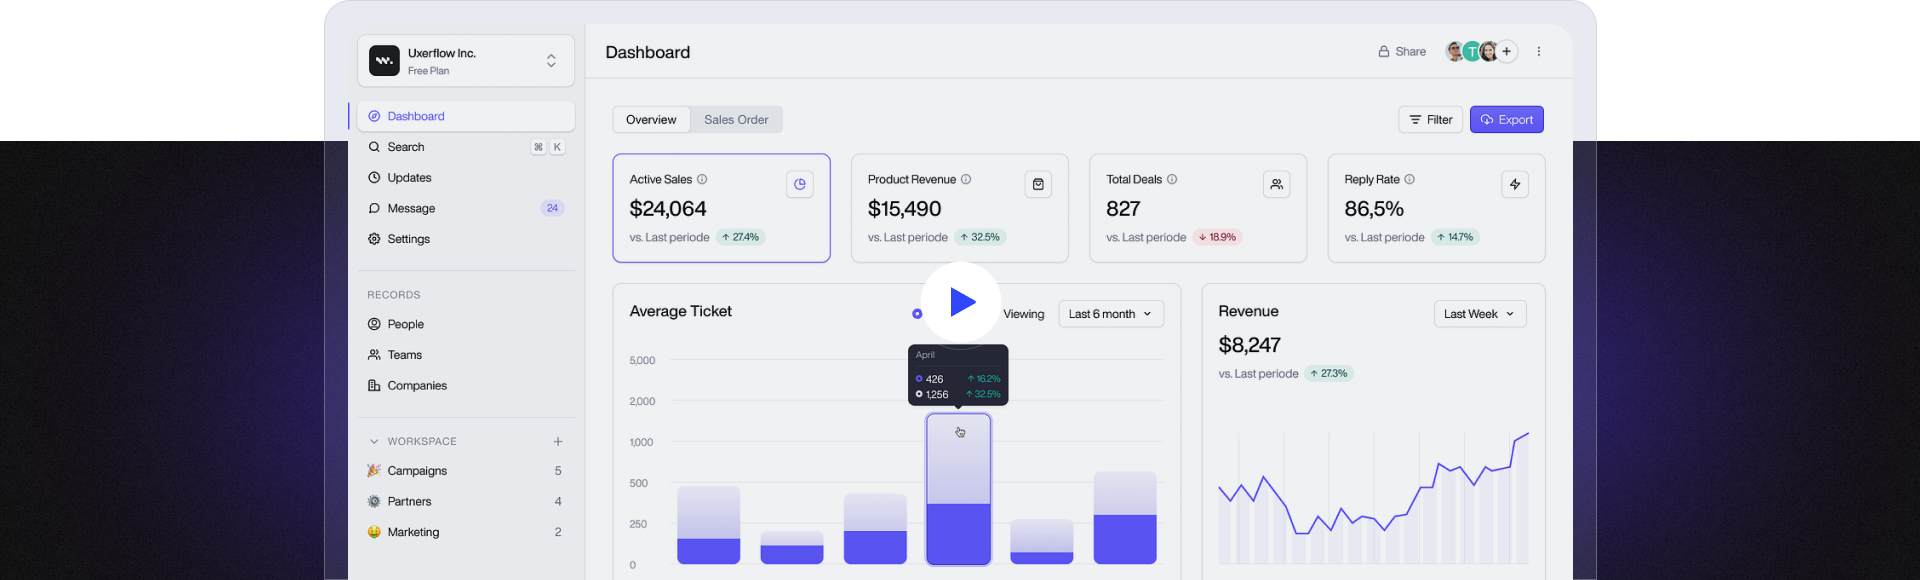 Uxerflow Inc.
Free Plan
Dashboard
Search
⌘ K
Updates
Message
24
Settings
RECORDS
People
Teams
Companies
WORKSPACE
Campaigns 5
Partners 4
Marketing 2
Dashboard
Share
T
Overview
Sales Order
Filter
Export
Active Sales
$24,064
vs. Last periode ↑ 27.4%
Product Revenue
$15,490
vs. Last periode ↑ 32.5%
Total Deals
827
vs. Last periode ↓ 18.9%
Reply Rate
86,5%
vs. Last periode ↑ 14.7%
Average Ticket
Viewing
Last 6 month
5,000
2,000
1,000
500
250
0
April
426 ↑ 16.2%
1,256 ↑ 32.5%
Revenue
Last Week
$8,247
vs. Last periode ↑ 27.3%